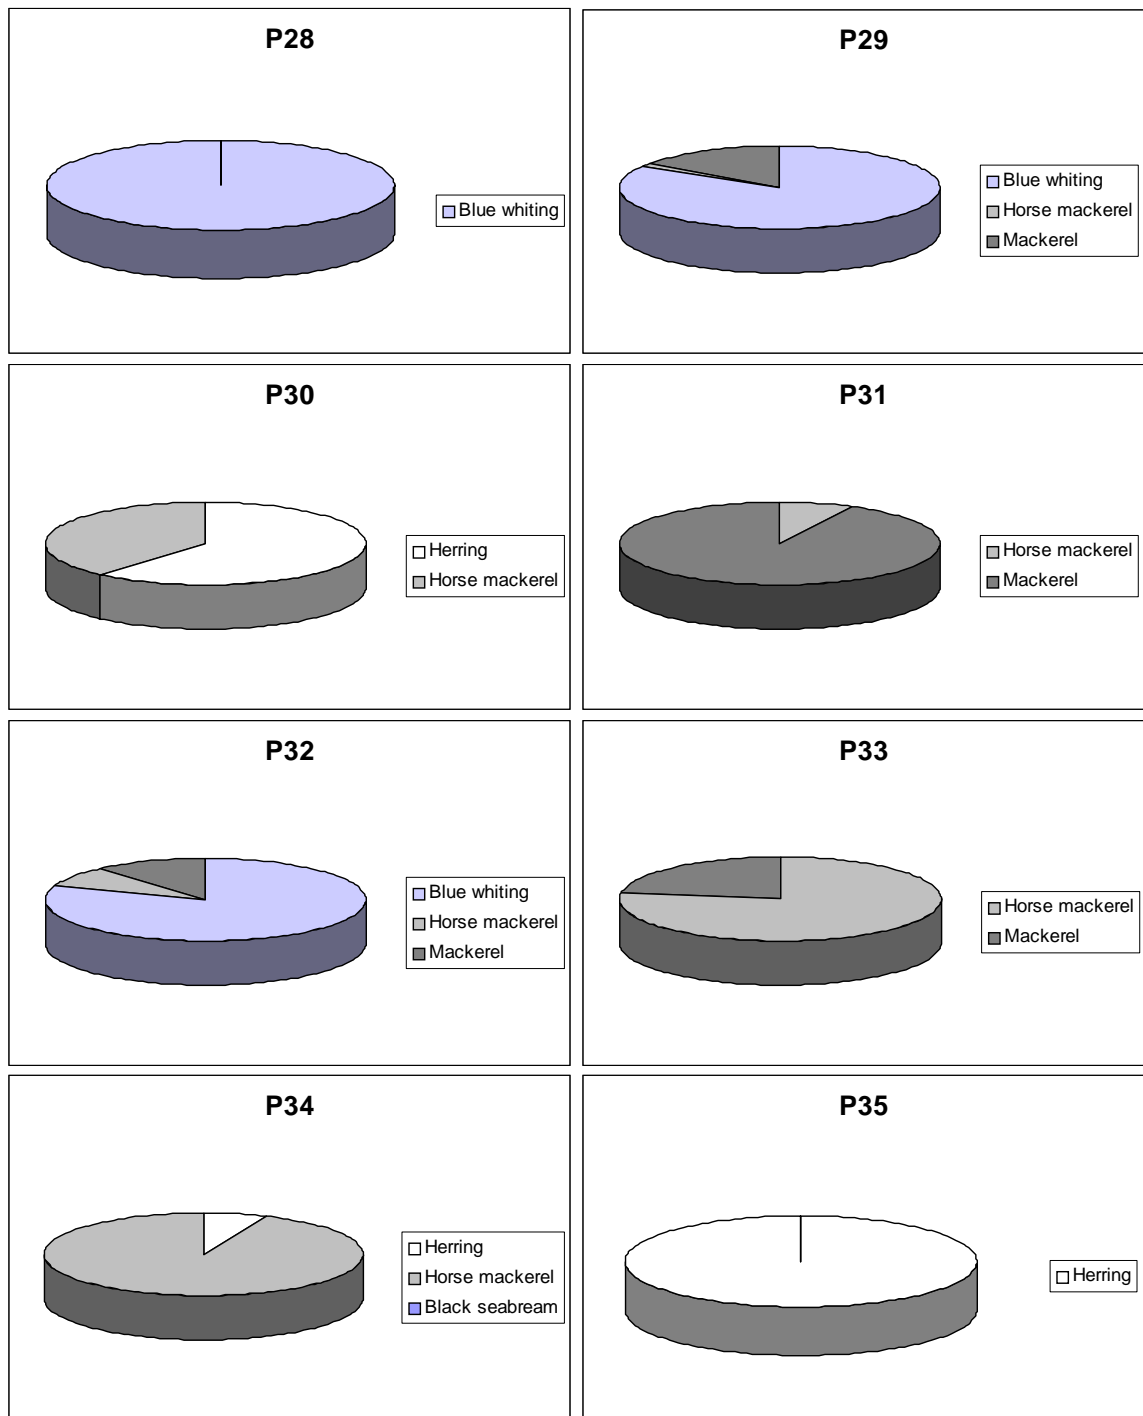 P28
Blue whiting
P29
Blue whiting
Horse mackerel
Mackerel
P30
Herring
Horse mackerel
P31
Horse mackerel
Mackerel
P32
Blue whiting
Horse mackerel
Mackerel
P33
Horse mackerel
Mackerel
P34
Herring
Horse mackerel
Black seabream
P35
Herring